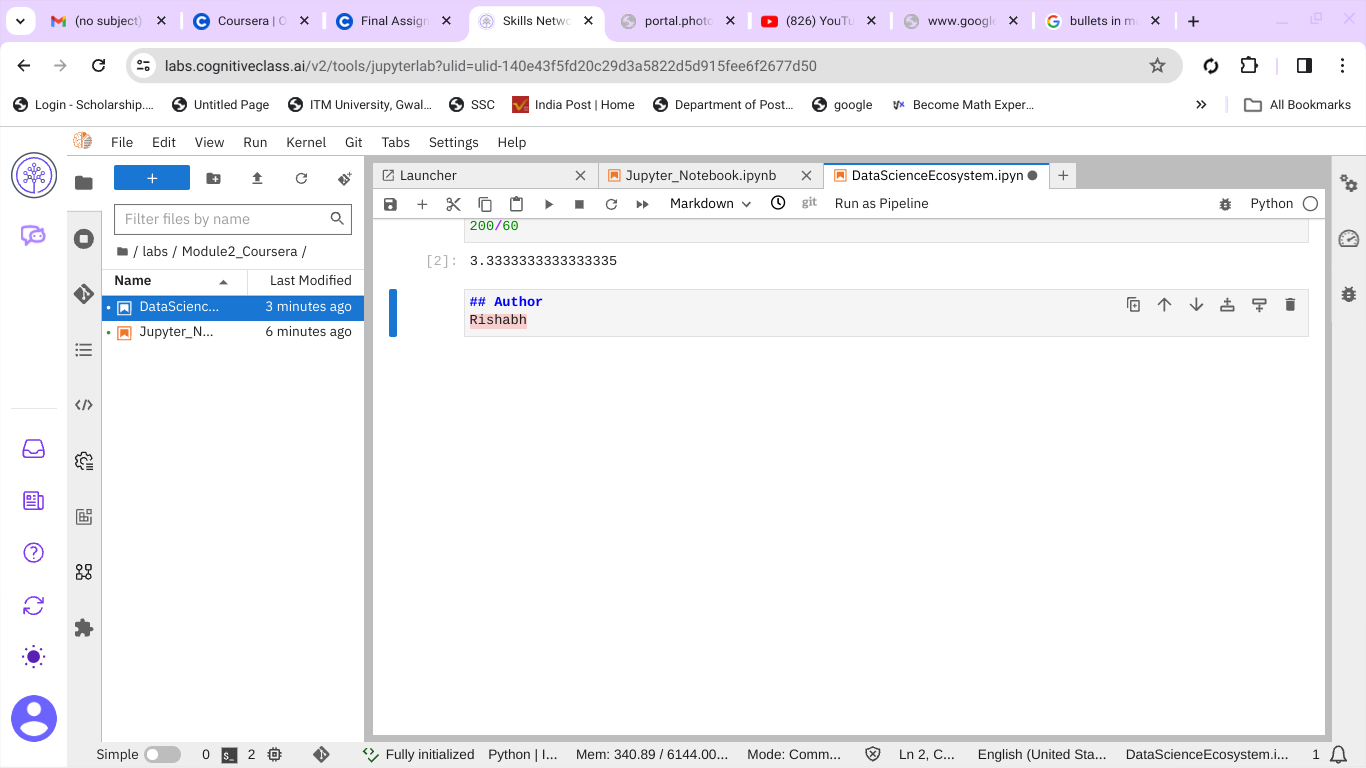 (no subject)
Coursera | O
Final Assign
Skills Netwo
portal.photo
(826) YouTu
www.google
bullets in m
labs.cognitiveclass.ai/v2/tools/jupyterlab?ulid=ulid-140e43f5fd20c29d3a5822d5d915fee6f2677d50
Login - Scholarship....
Untitled Page
ITM University, Gwal...
SSC
India Post | Home
Department of Post...
google
Become Math Exper...
All Bookmarks
File Edit View Run Kernel Git Tabs Settings Help
Launcher
Jupyter_Notebook.ipynb
DataScienceEcosystem.ipyn
Markdown
git
Run as Pipeline
Python
Filter files by name
/ labs / Module2_Coursera /
Name Last Modified
DataScienc... 3 minutes ago
Jupyter_N... 6 minutes ago
200/60
[2]: 3.3333333333333335
## Author
Rishabh
Simple 0 $_ 2 Fully initialized Python | I... Mem: 340.89 / 6144.00... Mode: Comm... Ln 2, C... English (United Sta... DataScienceEcosystem.i... 1